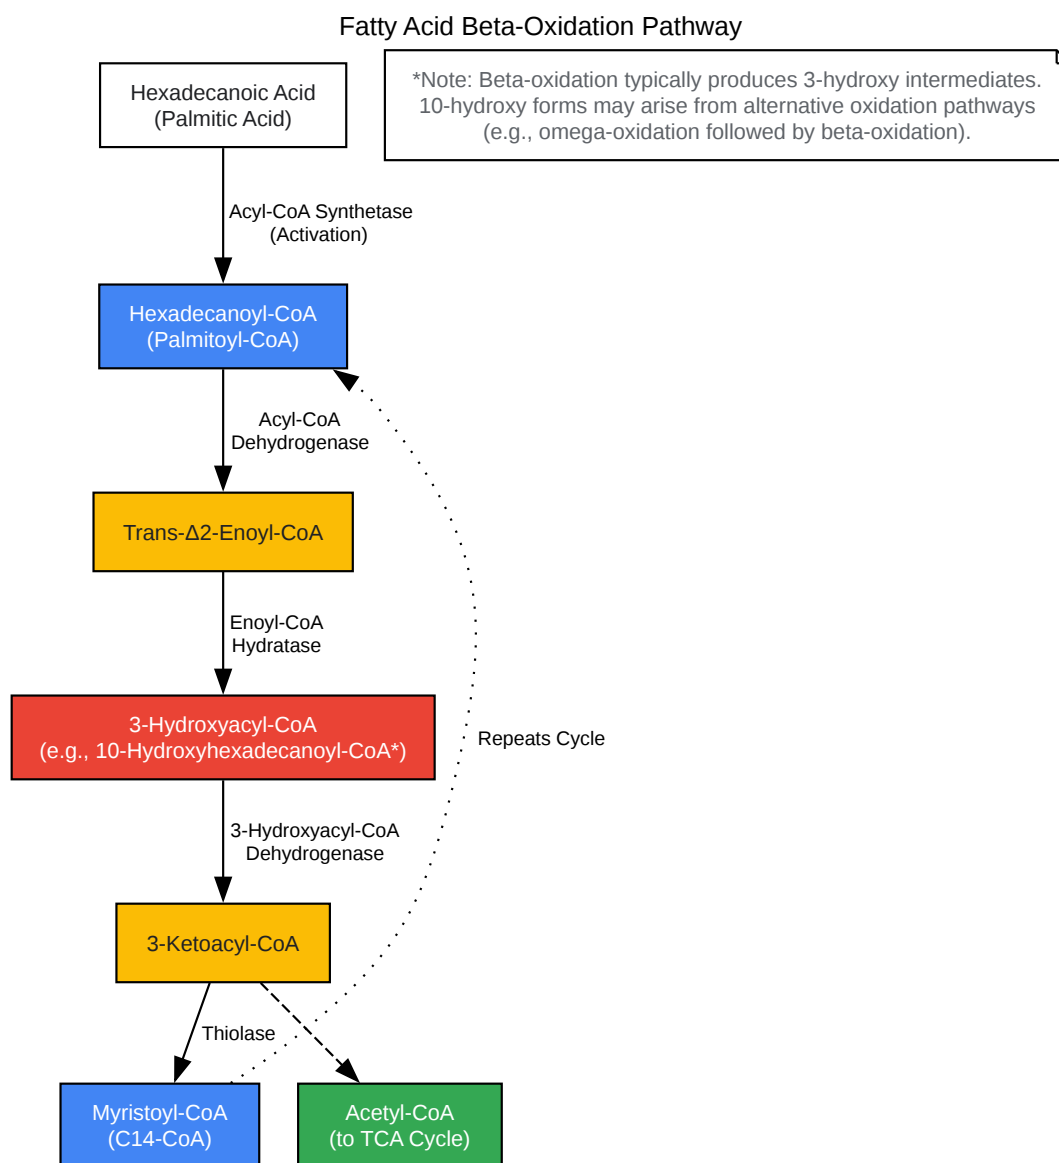 Fatty Acid Beta-Oxidation Pathway
*Note: Beta-oxidation typically produces 3-hydroxy intermediates.
10-hydroxy forms may arise from alternative oxidation pathways
(e.g., omega-oxidation followed by beta-oxidation).
Hexadecanoic Acid
(Palmitic Acid)
Acyl-CoA Synthetase
(Activation)
Hexadecanoyl-CoA
(Palmitoyl-CoA)
Acyl-CoA
Dehydrogenase
Trans-Δ2-Enoyl-CoA
Enoyl-CoA
Hydratase
3-Hydroxyacyl-CoA
(e.g., 10-Hydroxyhexadecanoyl-CoA*)
Repeats Cycle
3-Hydroxyacyl-CoA
Dehydrogenase
3-Ketoacyl-CoA
Thiolase
Myristoyl-CoA
(C14-CoA)
Acetyl-CoA
(to TCA Cycle)